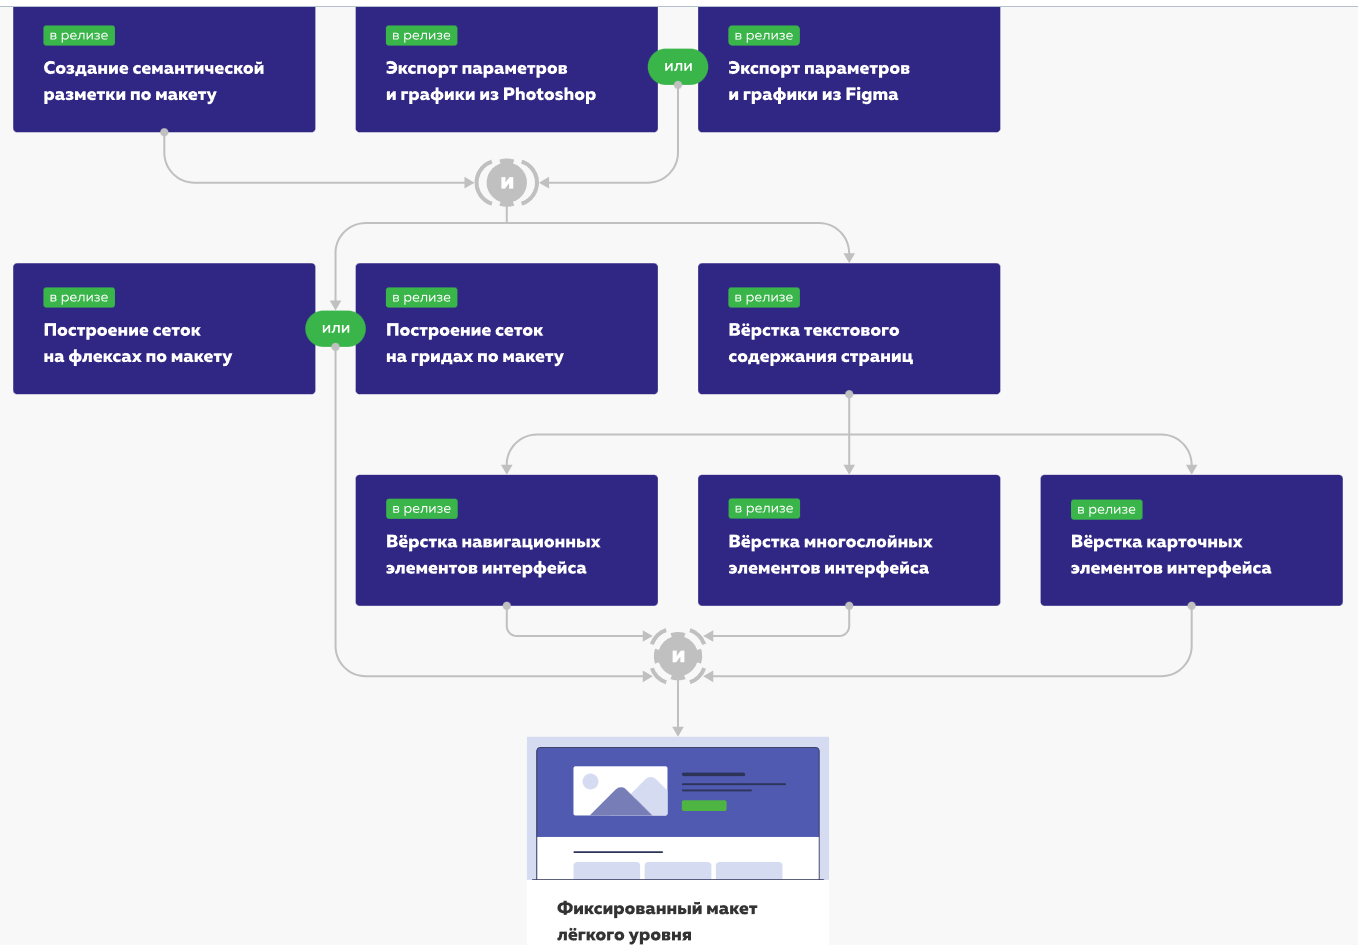 в релизе
Создание семантической
разметки по макету
в релизе
Экспорт параметров
и графики из Photoshop
или
в релизе
Экспорт параметров
и графики из Figma
и
в релизе
Построение сеток
на флексах по макету
или
в релизе
Построение сеток
на гридах по макету
в релизе
Вёрстка текстового
содержания страниц
в релизе
Вёрстка навигационных
элементов интерфейса
в релизе
Вёрстка многослойных
элементов интерфейса
в релизе
Вёрстка карточных
элементов интерфейса
и
Фиксированный макет
лёгкого уровня